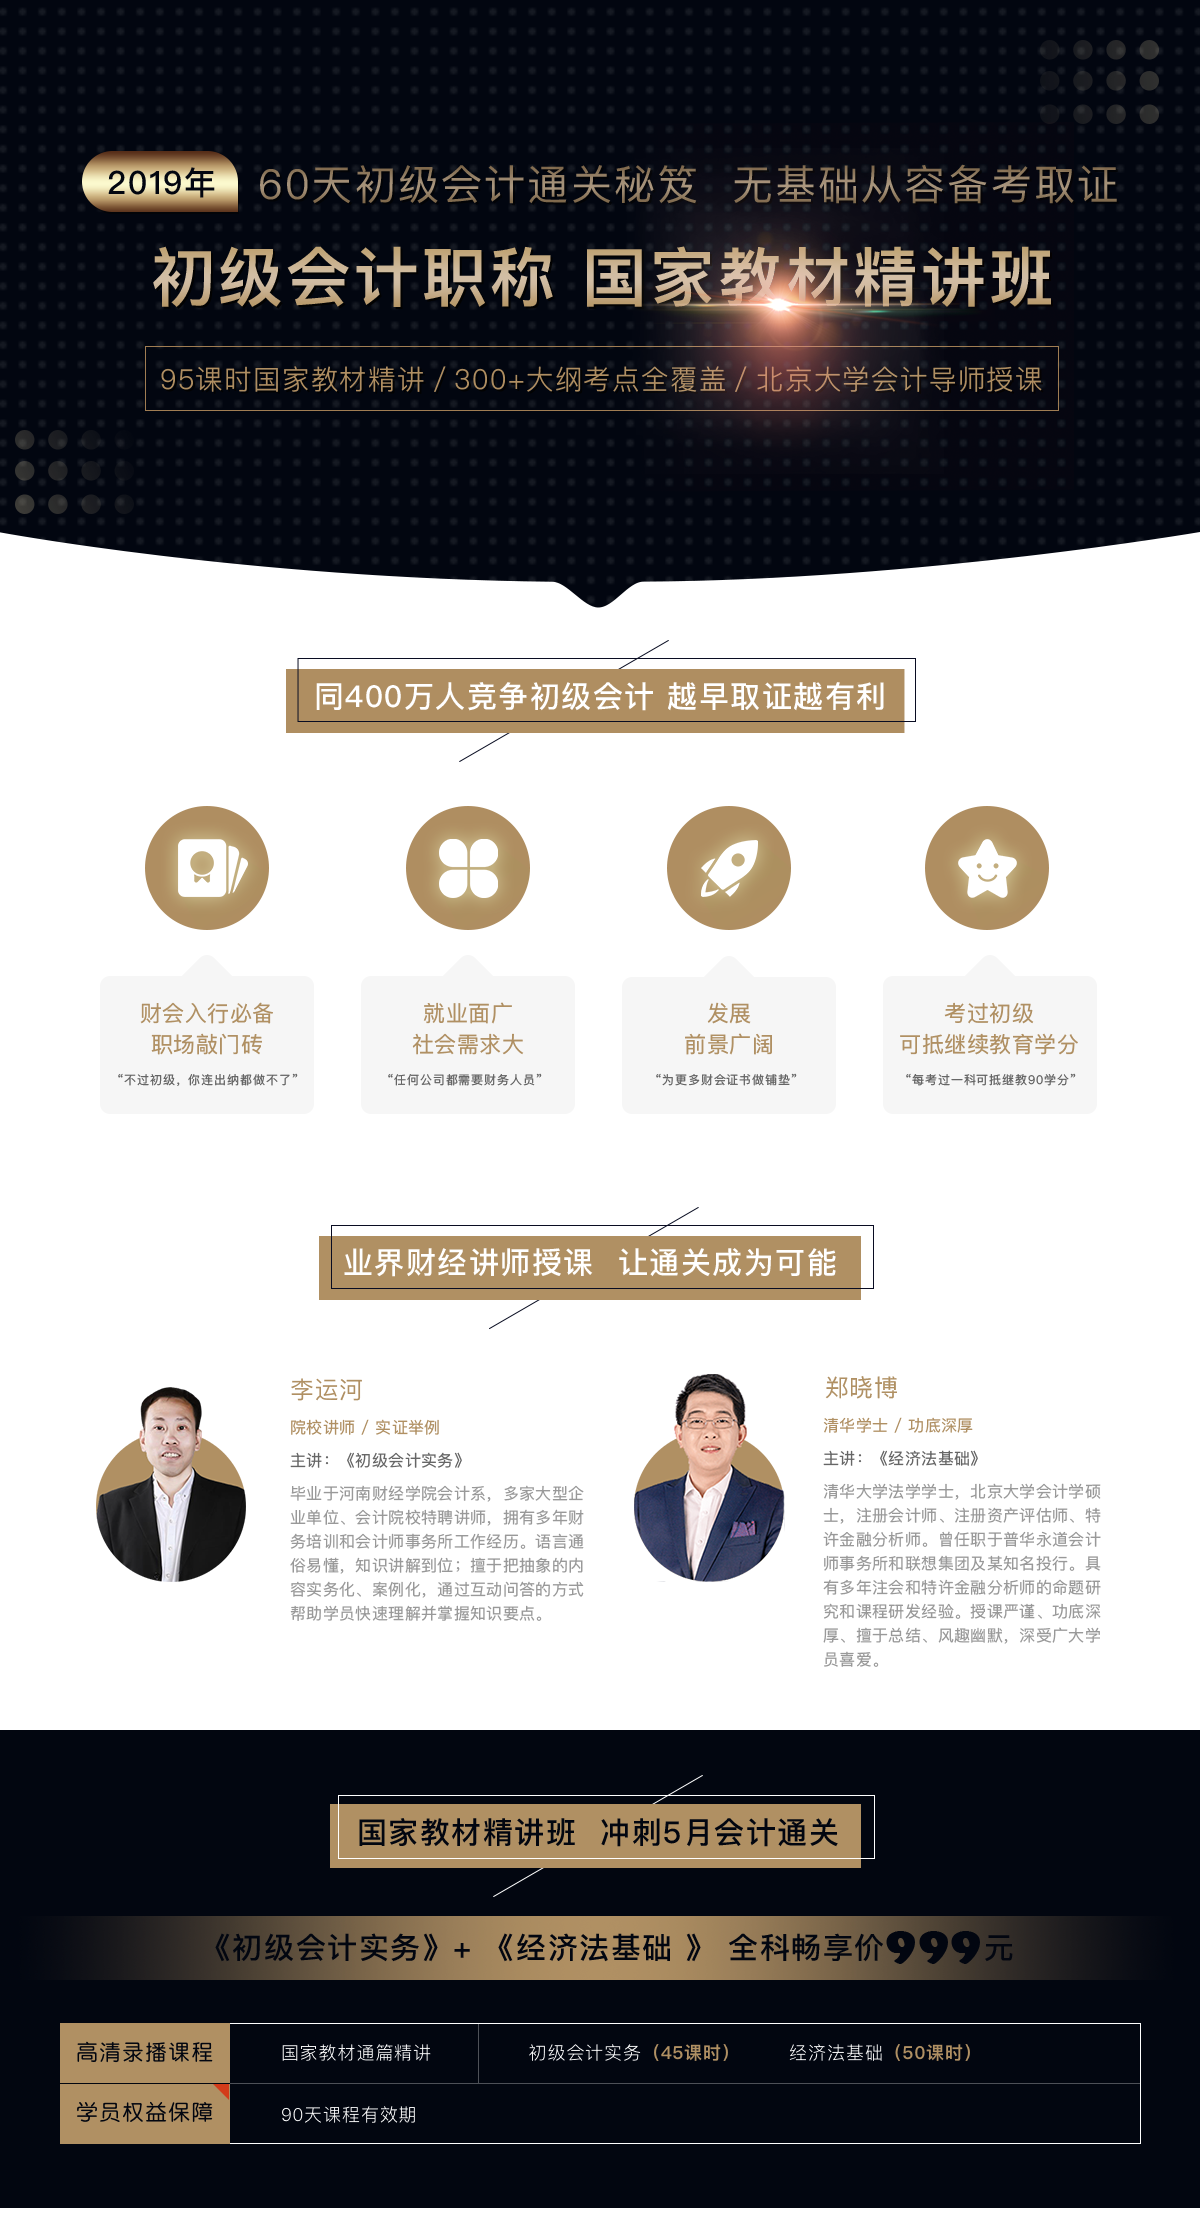 2019年 60天初级会计通关秘笈 无基础从容备考取证
初级会计职称 国家教材精讲班
95课时国家教材精讲 / 300+大纲考点全覆盖 / 北京大学会计导师授课
同400万人竞争初级会计 越早取证越有利
财会入行必备
职场敲门砖
“不过初级，你连出纳都做不了”
就业面广
社会需求大
“任何公司都需要财务人员”
发展
前景广阔
“为更多财会证书做铺垫”
考过初级
可抵继续教育学分
“每考过一科可抵继教90学分”
业界财经讲师授课 让通关成为可能
李运河
院校讲师 / 实证举例
主讲：《初级会计实务》
毕业于河南财经学院会计系，多家大型企
业单位、会计院校特聘讲师，拥有多年财
务培训和会计师事务所工作经历。语言通
俗易懂，知识讲解到位；擅于把抽象的内
容实务化、案例化，通过互动问答的方式
帮助学员快速理解并掌握知识要点。
郑晓博
清华学士 / 功底深厚
主讲：《经济法基础》
清华大学法学学士，北京大学会计学硕
士，注册会计师、注册资产评估师、特
许金融分析师。曾任职于普华永道会计
师事务所和联想集团及某知名投行。具
有多年注会和特许金融分析师的命题研
究和课程研发经验。授课严谨、功底深
厚、擅于总结、风趣幽默，深受广大学
员喜爱。
国家教材精讲班 冲刺5月会计通关
《初级会计实务》+ 《经济法基础 》 全科畅享价999元
高清录播课程 国家教材通篇精讲 初级会计实务（45课时） 经济法基础（50课时）
学员权益保障 90天课程有效期